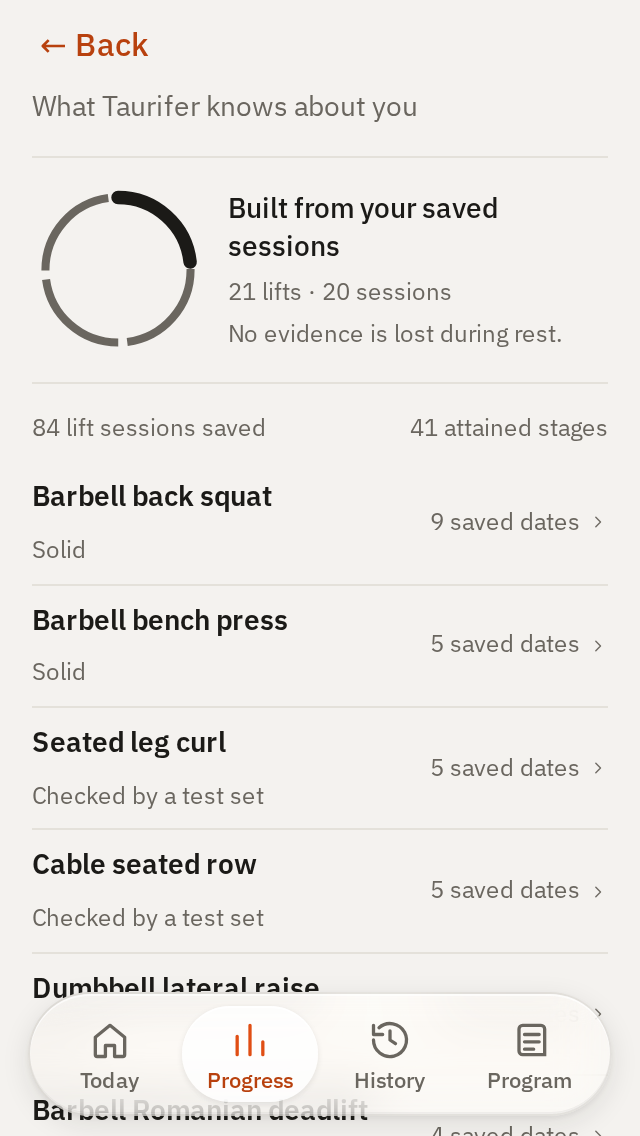 ← Back
What Taurifer knows about you
Built from your saved
sessions
21 lifts · 20 sessions
No evidence is lost during rest.
84 lift sessions saved
41 attained stages
Barbell back squat
9 saved dates
Solid
Barbell bench press
5 saved dates
Solid
Seated leg curl
5 saved dates
Checked by a test set
Cable seated row
5 saved dates
Checked by a test set
Dumbbell lateral raise
Today
Progress
History
Program
Barbell Romanian deadlift
4 saved dates